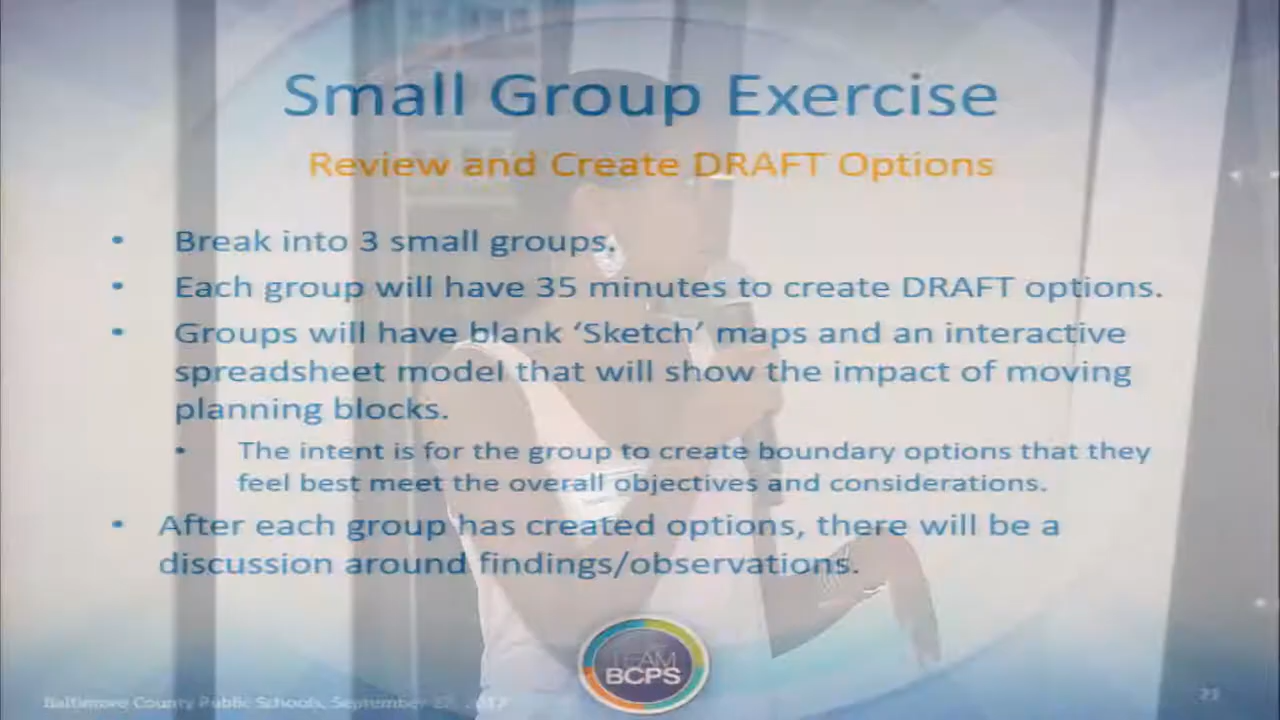 Small Group Exercise
Review and Create DRAFT Options
• Break into 3 small groups.
• Each group will have 35 minutes to create DRAFT options.
• Groups will have blank ‘Sketch’ maps and an interactive
spreadsheet model that will show the impact of moving
planning blocks.
• The intent is for the group to create boundary options that they
feel best meet the overall objectives and considerations.
• After each group has created options, there will be a
discussion around findings/observations.
TEAM
BCPS
Baltimore County Public Schools, September